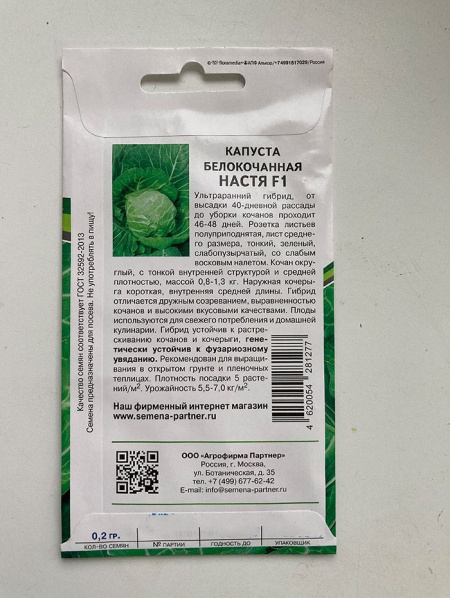 КАПУСТА
БЕЛОКОЧАННАЯ
НАСТЯ F1
Ультраранний гибрид, от
высадки 40-дневной рассады
до уборки кочанов проходит
46-48 дней. Розетка листьев
полуприподнятая, лист средне-
го размера, тонкий, зеленый,
слабопузырчатый, со слабым
восковым налетом. Кочан окру-
глый, с тонкой внутренней структурой и средней
плотностью, массой 0,8-1,3 кг. Наружная кочеры-
га короткая, внутренняя средней длины. Гибрид
отличается дружным созреванием, выравненностью
кочанов и высокими вкусовыми качествами. Плоды
используются для свежего потребления и домашней
кулинарии. Гибрид устойчив к растре-
скиванию кочанов и кочерыги, гене-
тически устойчив к фузариозному
увяданию. Рекомендован для выращи-
вания в открытом грунте и пленочных
теплицах. Плотность посадки 5 расте-
ний/м². Урожайность 5,5-7,0 кг/м².
Наш фирменный интернет магазин
www.semena-partner.ru
4 620054 281277
Качество семян соответствует ГОСТ 32592-2013
Семена предназначены для посева. Не употреблять в пищу!
ООО «Агрофирма Партнер»
Россия, г. Москва,
ул. Ботаническая, д. 35
тел. +7 (499) 677-62-42
E-mail: info@semena-partner.ru
0,2 гр.
КОЛ-ВО СЕМЯН № ПАРТИИ ГОДНОСТЬ ДО УПАКОВЩИК